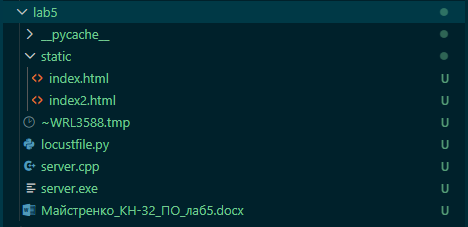 lab5
__pycache__
static
index.html U
index2.html U
~WRL3588.tmp U
locustfile.py U
server.cpp U
server.exe U
Майстренко_КН-32_ПО_лаб5.docx U